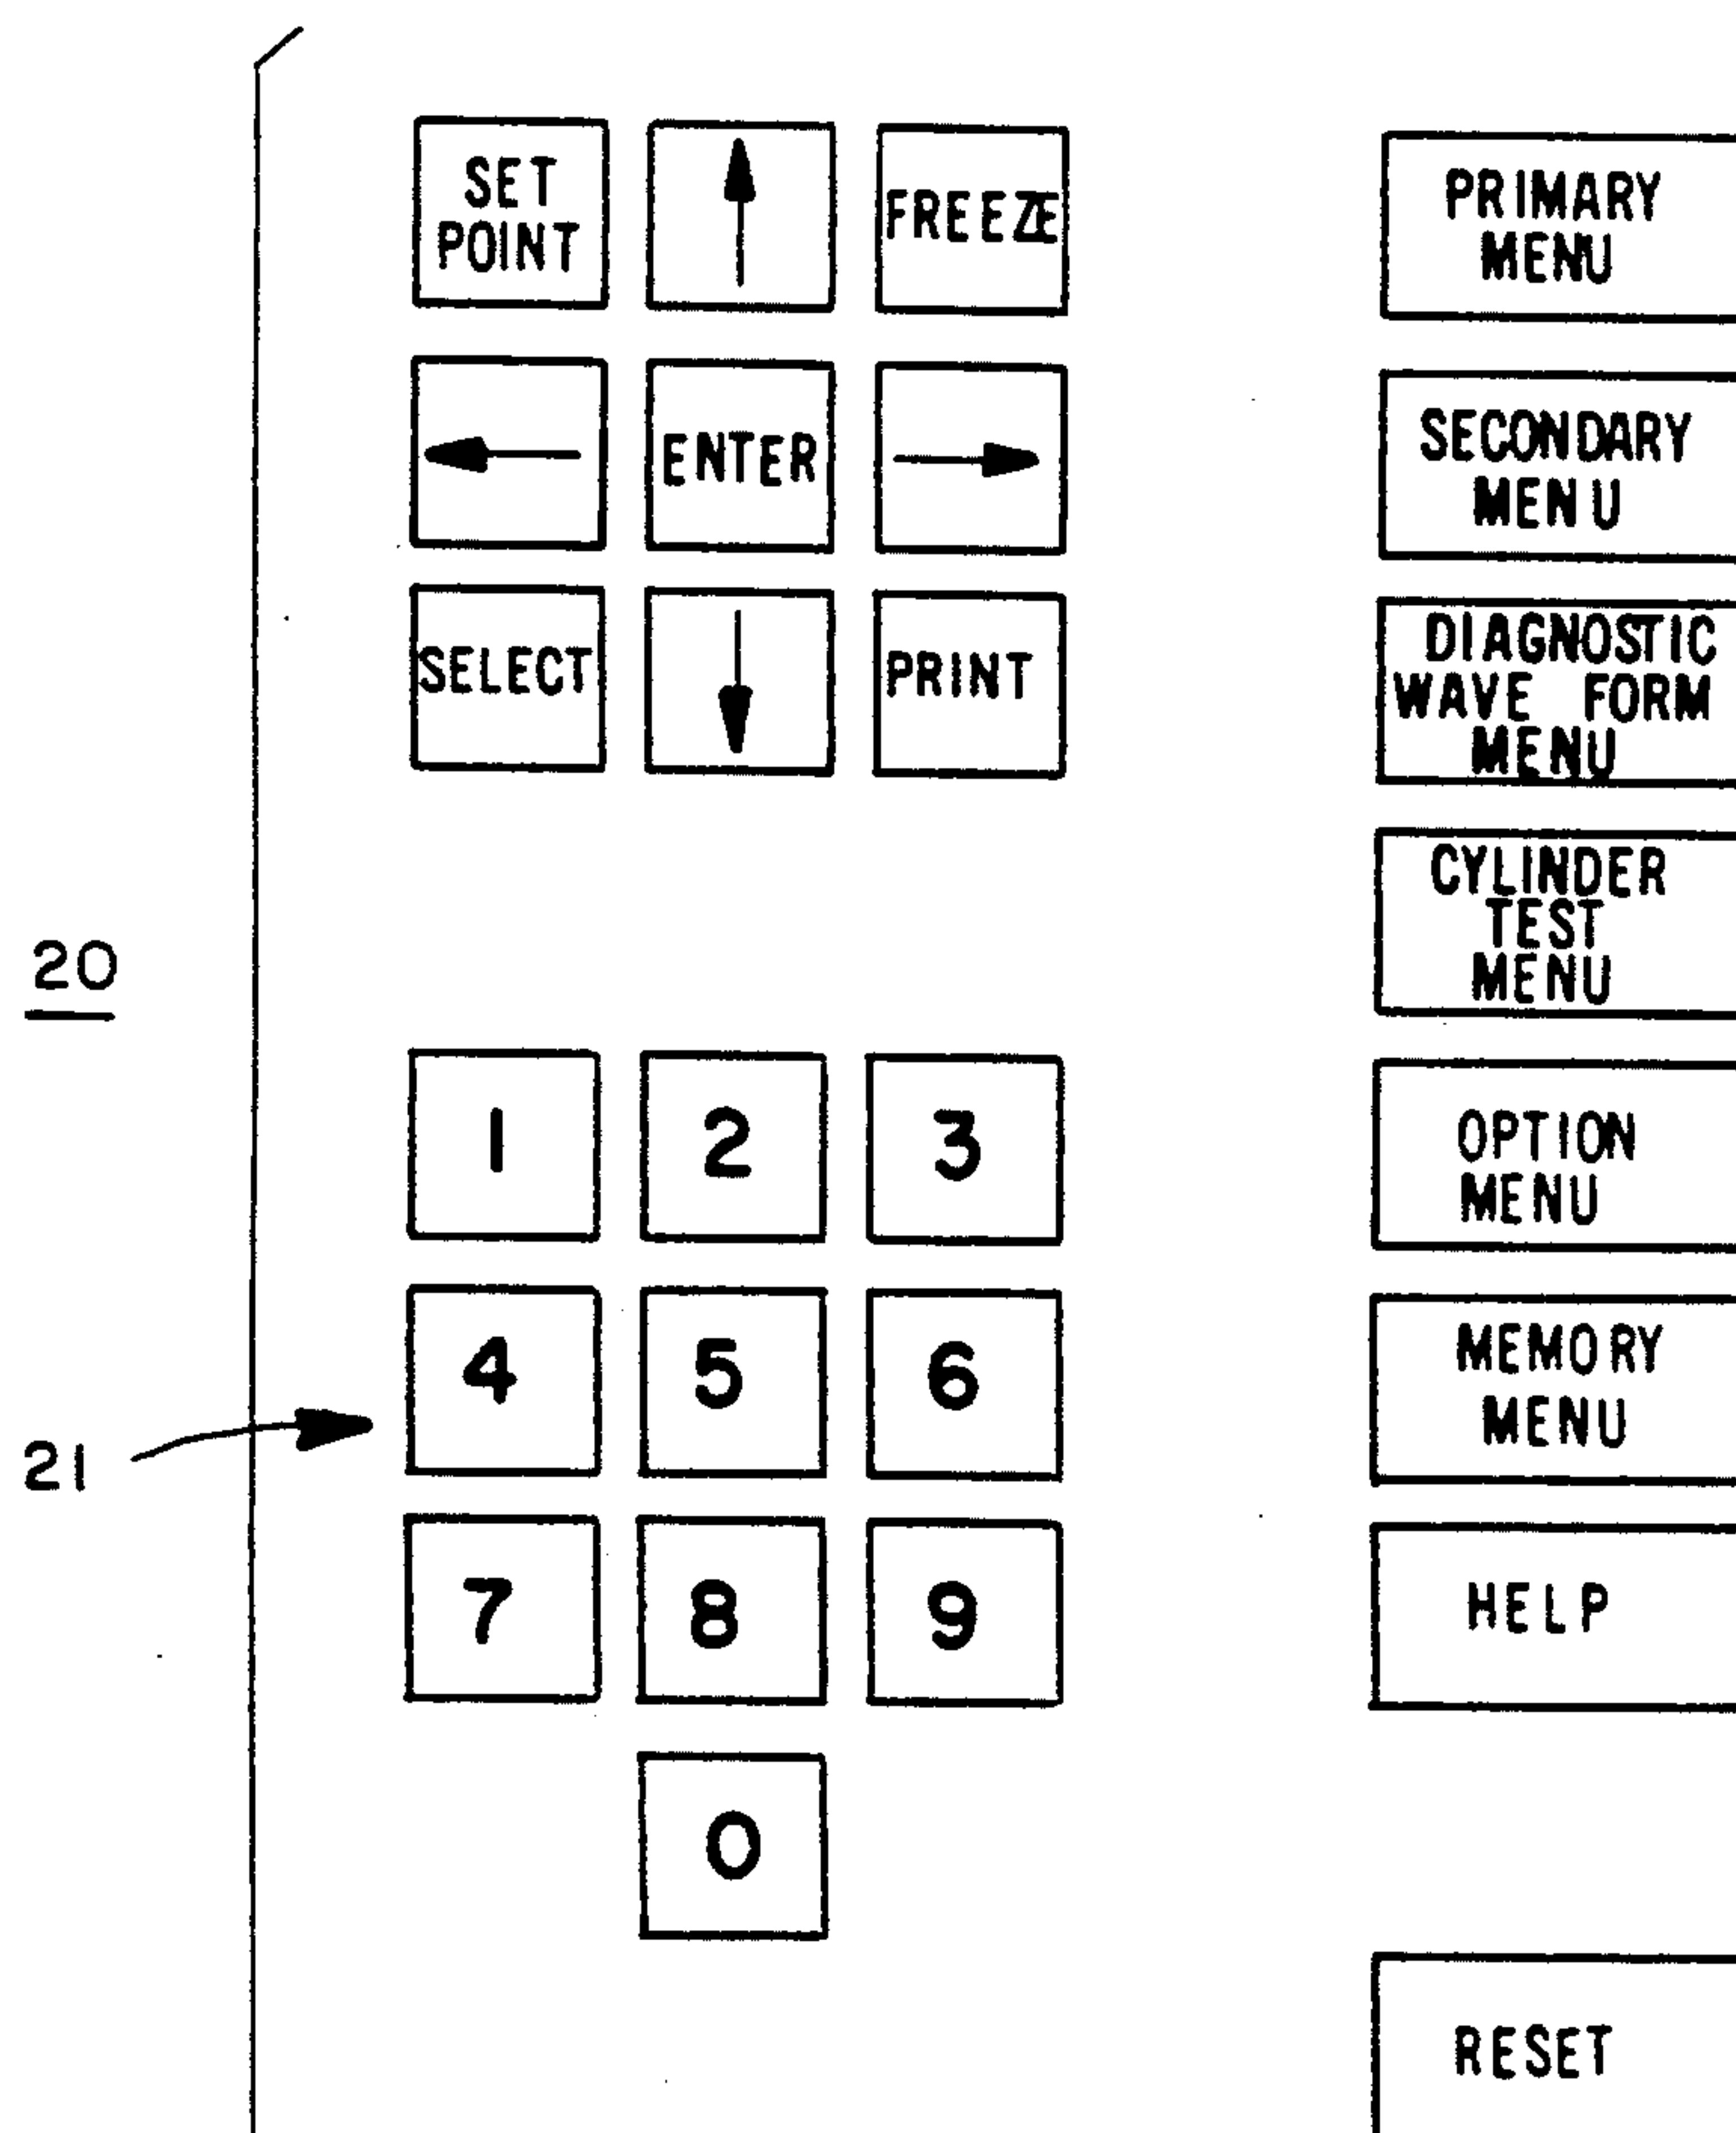 SET
POINT
FREEZE
PRIMARY
MENU
ENTER
SECONDARY
MENU
SELECT
PRINT
DIAGNOSTIC
WAVE FORM
MENU
CYLINDER
TEST
MENU
20
1
2
3
OPTION
MENU
4
5
6
MEMORY
MENU
21
7
8
9
HELP
0
RESET